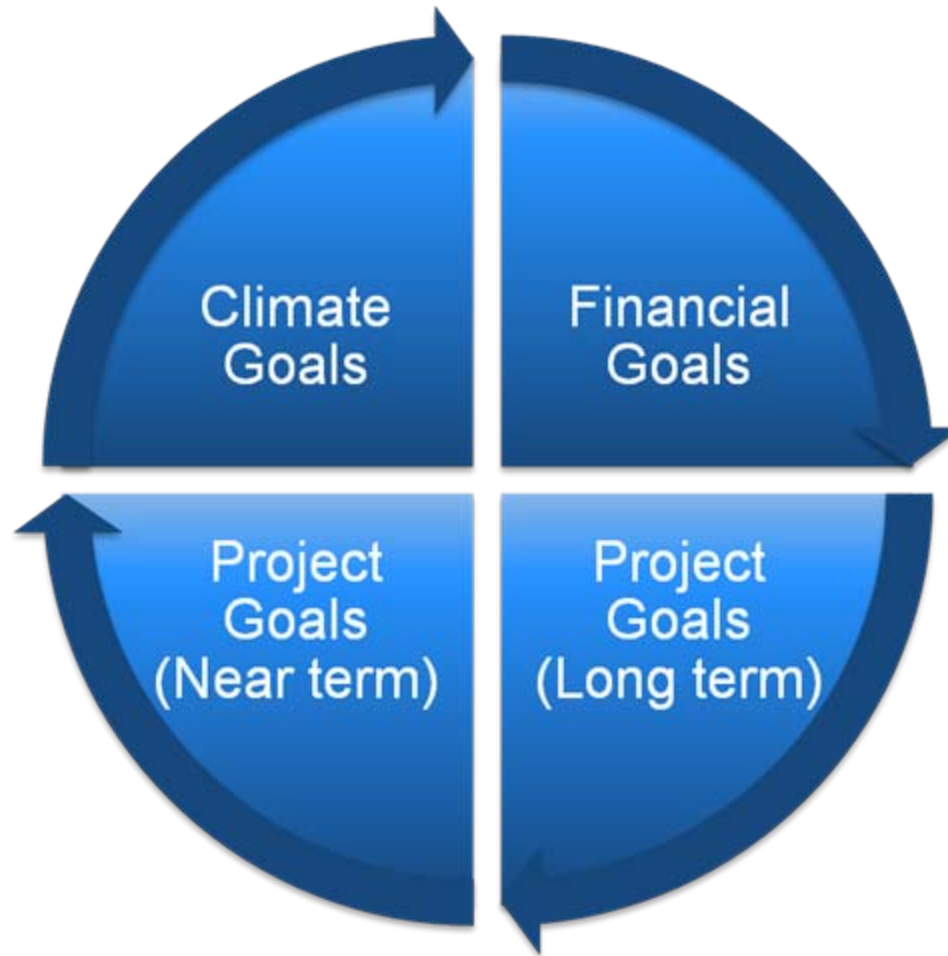 Climate
Goals
Financial
Goals
Project
Goals
(Near term)
Project
Goals
(Long term)